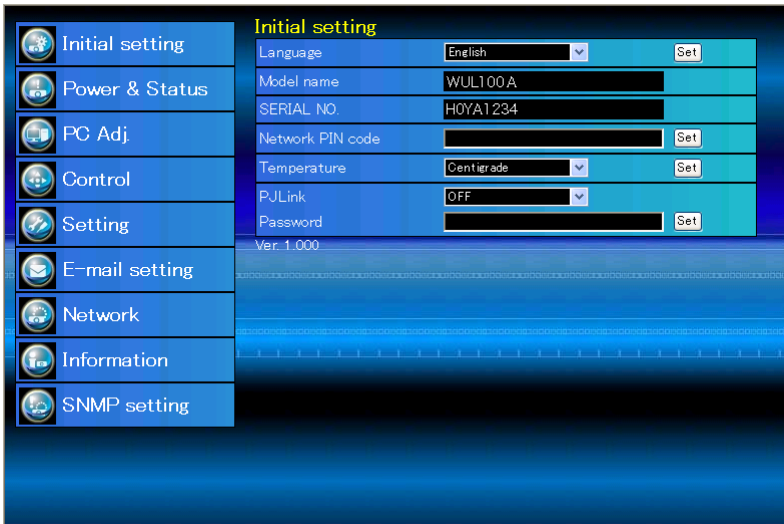 Initial setting
Power & Status
PC Adj.
Control
Setting
E-mail setting
Network
Information
SNMP setting
Initial setting
Language English Set
Model name WUL100A
SERIAL NO. H0YA1234
Network PIN code Set
Temperature Centigrade Set
PJLink OFF
Password Set
Ver. 1.000